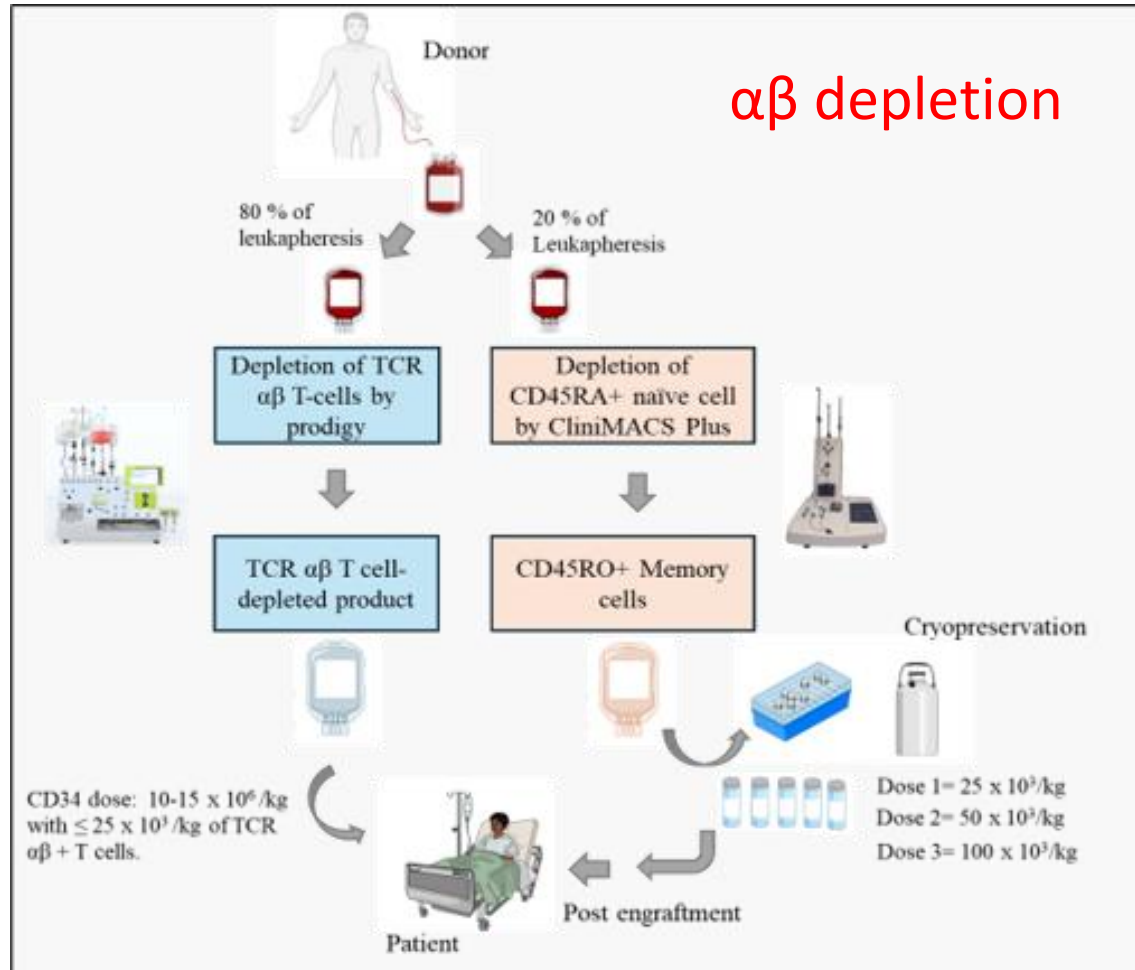 Donor
αβ depletion
80 % of
leukapheresis
20 % of
Leukapheresis
Depletion of TCR
αβ T-cells by
prodigy
Depletion of
CD45RA+ naïve cell
by CliniMACS Plus
TCR αβ T cell-
depleted product
CD45RO+ Memory
cells
Cryopreservation
CD34 dose: 10-15 x 10⁶/kg
with ≤ 25 x 10³ /kg of TCR
αβ + T cells.
Dose 1= 25 x 10³/kg
Dose 2= 50 x 10³/kg
Dose 3= 100 x 10³/kg
Post engraftment
Patient